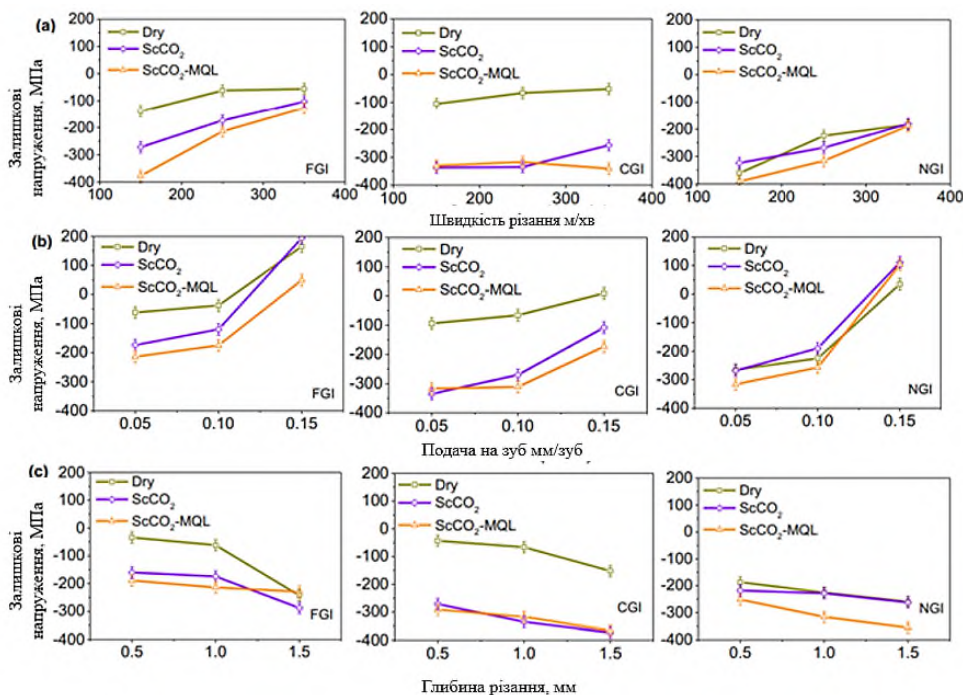 (a)
Залишкові
напруження, МПа
200
100
0
-100
-200
-300
-400
Dry
ScCO₂
ScCO₂-MQL
FGI
100 200 300 400
200
100
0
-100
-200
-300
-400
Dry
ScCO₂
ScCO₂-MQL
CGI
100 200 300 400
200
100
0
-100
-200
-300
-400
Dry
ScCO₂
ScCO₂-MQL
NGI
100 200 300 400
Швидкість різання м/хв
(b)
Залишкові
напруження, МПа
200
100
0
-100
-200
-300
-400
Dry
ScCO₂
ScCO₂-MQL
FGI
0.05 0.10 0.15
200
100
0
-100
-200
-300
-400
Dry
ScCO₂
ScCO₂-MQL
CGI
0.05 0.10 0.15
200
100
0
-100
-200
-300
-400
Dry
ScCO₂
ScCO₂-MQL
NGI
0.05 0.10 0.15
Подача на зуб мм/зуб
(c)
Залишкові
напруження, МПа
200
100
0
-100
-200
-300
-400
Dry
ScCO₂
ScCO₂-MQL
FGI
0.5 1.0 1.5
200
100
0
-100
-200
-300
-400
Dry
ScCO₂
ScCO₂-MQL
CGI
0.5 1.0 1.5
200
100
0
-100
-200
-300
-400
Dry
ScCO₂
ScCO₂-MQL
NGI
0.5 1.0 1.5
Глибина різання, мм